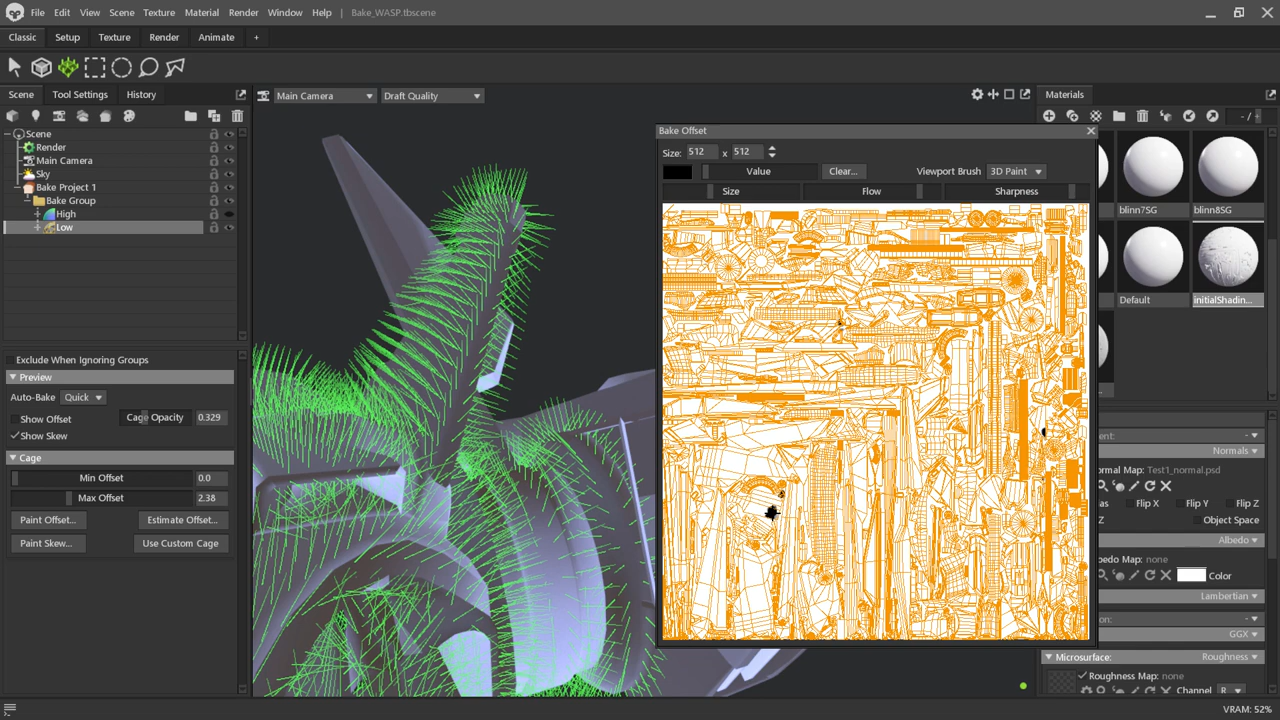 File Edit View Scene Texture Material Render Window Help Bake_WASP.tbscene
Classic Setup Texture Render Animate +
Scene Tool Settings History
Main Camera Draft Quality
Materials
- /
Scene
Render
Main Camera
Sky
Bake Project 1
Bake Group
High
Low
Bake Offset
Size: 512 x 512
Value Clear... Viewport Brush 3D Paint
Size Flow Sharpness
blinn7SG blinn8SG
Default initialShadin...
Exclude When Ignoring Groups
Preview
Auto-Bake Quick
Show Offset Cage Opacity 0.329
Show Skew
Cage
Min Offset 0.0
Max Offset 2.38
Paint Offset... Estimate Offset...
Paint Skew... Use Custom Cage
ent: -
Normals
ormal Map: Test1_normal.psd
as Flip X Flip Y Flip Z
Z Object Space
Albedo
bedo Map: none
Color
Lambertian
on: -
GGX
Microsurface: Roughness
Roughness Map: none
Channel R
VRAM: 52%